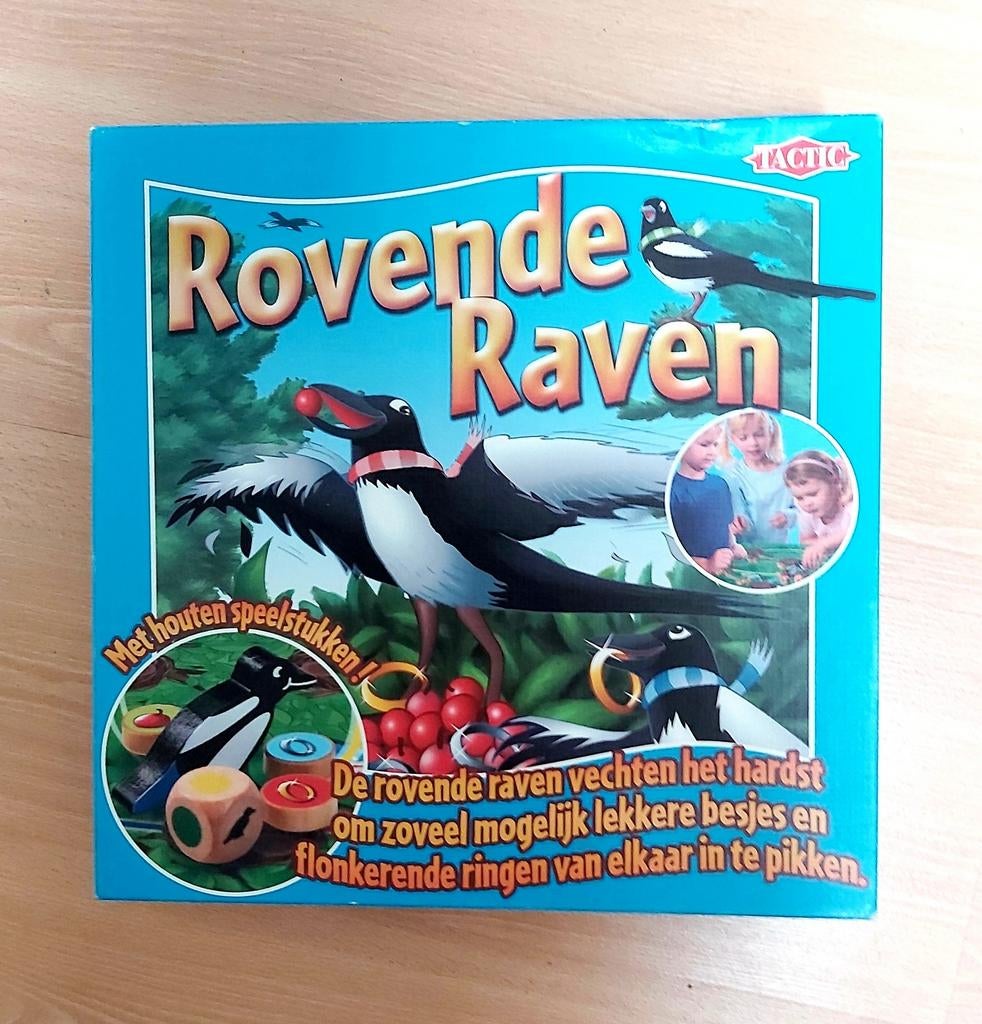 TACTIC
Rovende
Raven
Met houten speelstukken!
De rovende raven vechten het hardst
om zoveel mogelijk lekkere besjes en
flonkerende ringen van elkaar in te pikken.